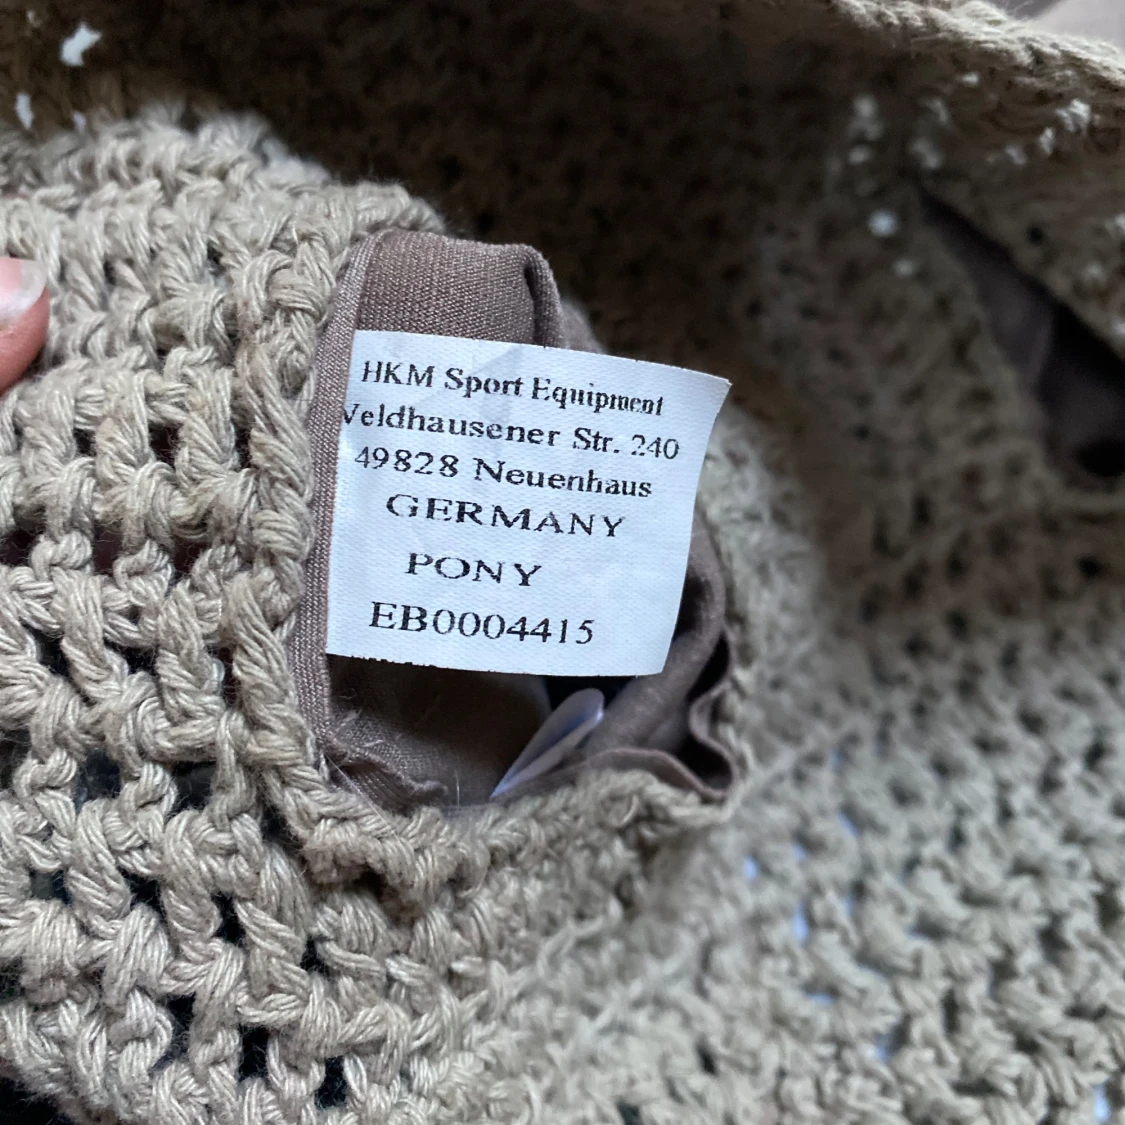 HKM Sport Equipment
Veldhausener Str. 240
49828 Neuenhaus
GERMANY
PONY
EB0004415